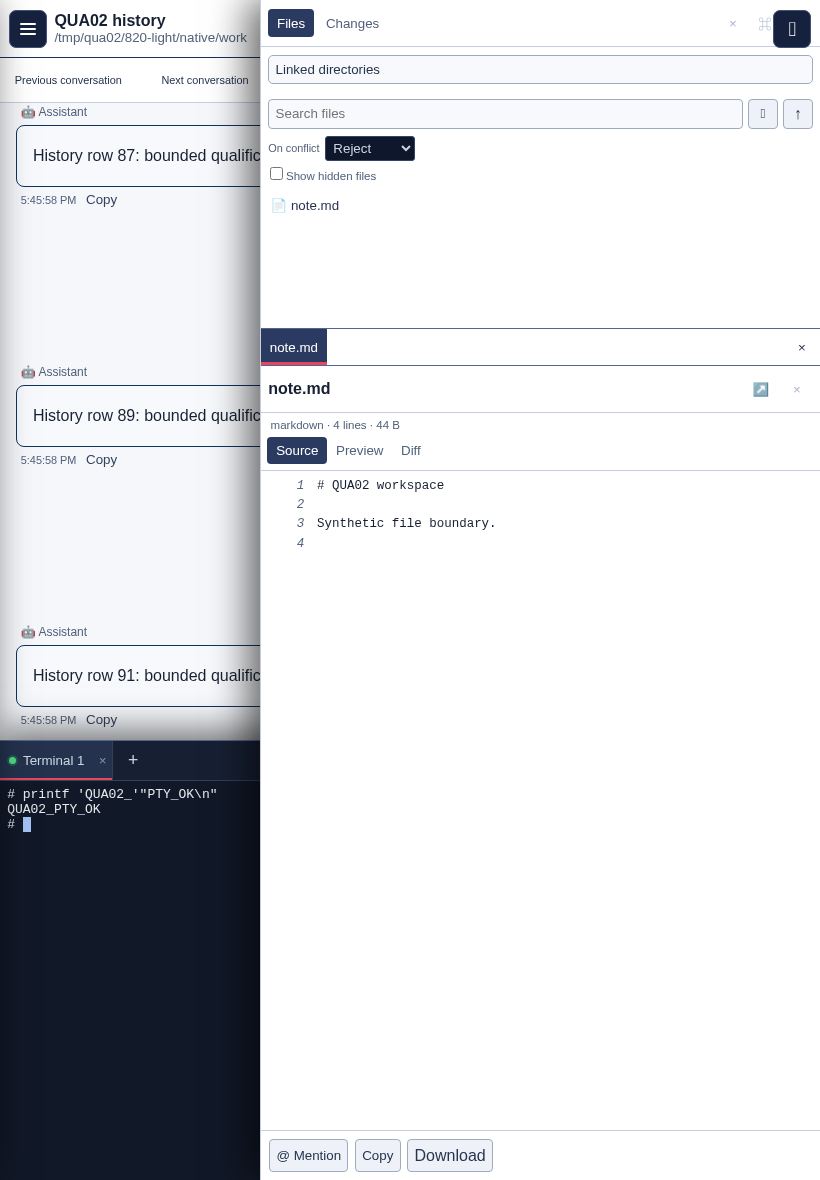 QUA02 history
/tmp/qua02/820-light/native/work
Previous conversation
Next conversation
Assistant
History row 87: bounded qualific
5:45:58 PM
Copy
Assistant
History row 89: bounded qualific
5:45:58 PM
Copy
Assistant
History row 91: bounded qualific
5:45:58 PM
Copy
Terminal 1
×
+
# printf 'QUA02_'"PTY_OK\n"
QUA02_PTY_OK
#
Files
Changes
×
⌘
Linked directories
Search files
↑
On conflict
Reject
Show hidden files
note.md
note.md
×
note.md
×
markdown · 4 lines · 44 B
Source
Preview
Diff
1 # QUA02 workspace
2
3 Synthetic file boundary.
4
@ Mention
Copy
Download